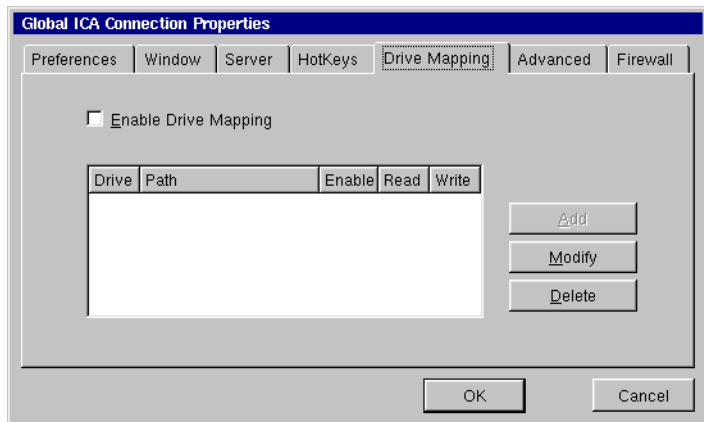 Global ICA Connection Properties
Preferences Window Server HotKeys Drive Mapping Advanced Firewall
Enable Drive Mapping
Drive Path Enable Read Write
Add
Modify
Delete
OK Cancel